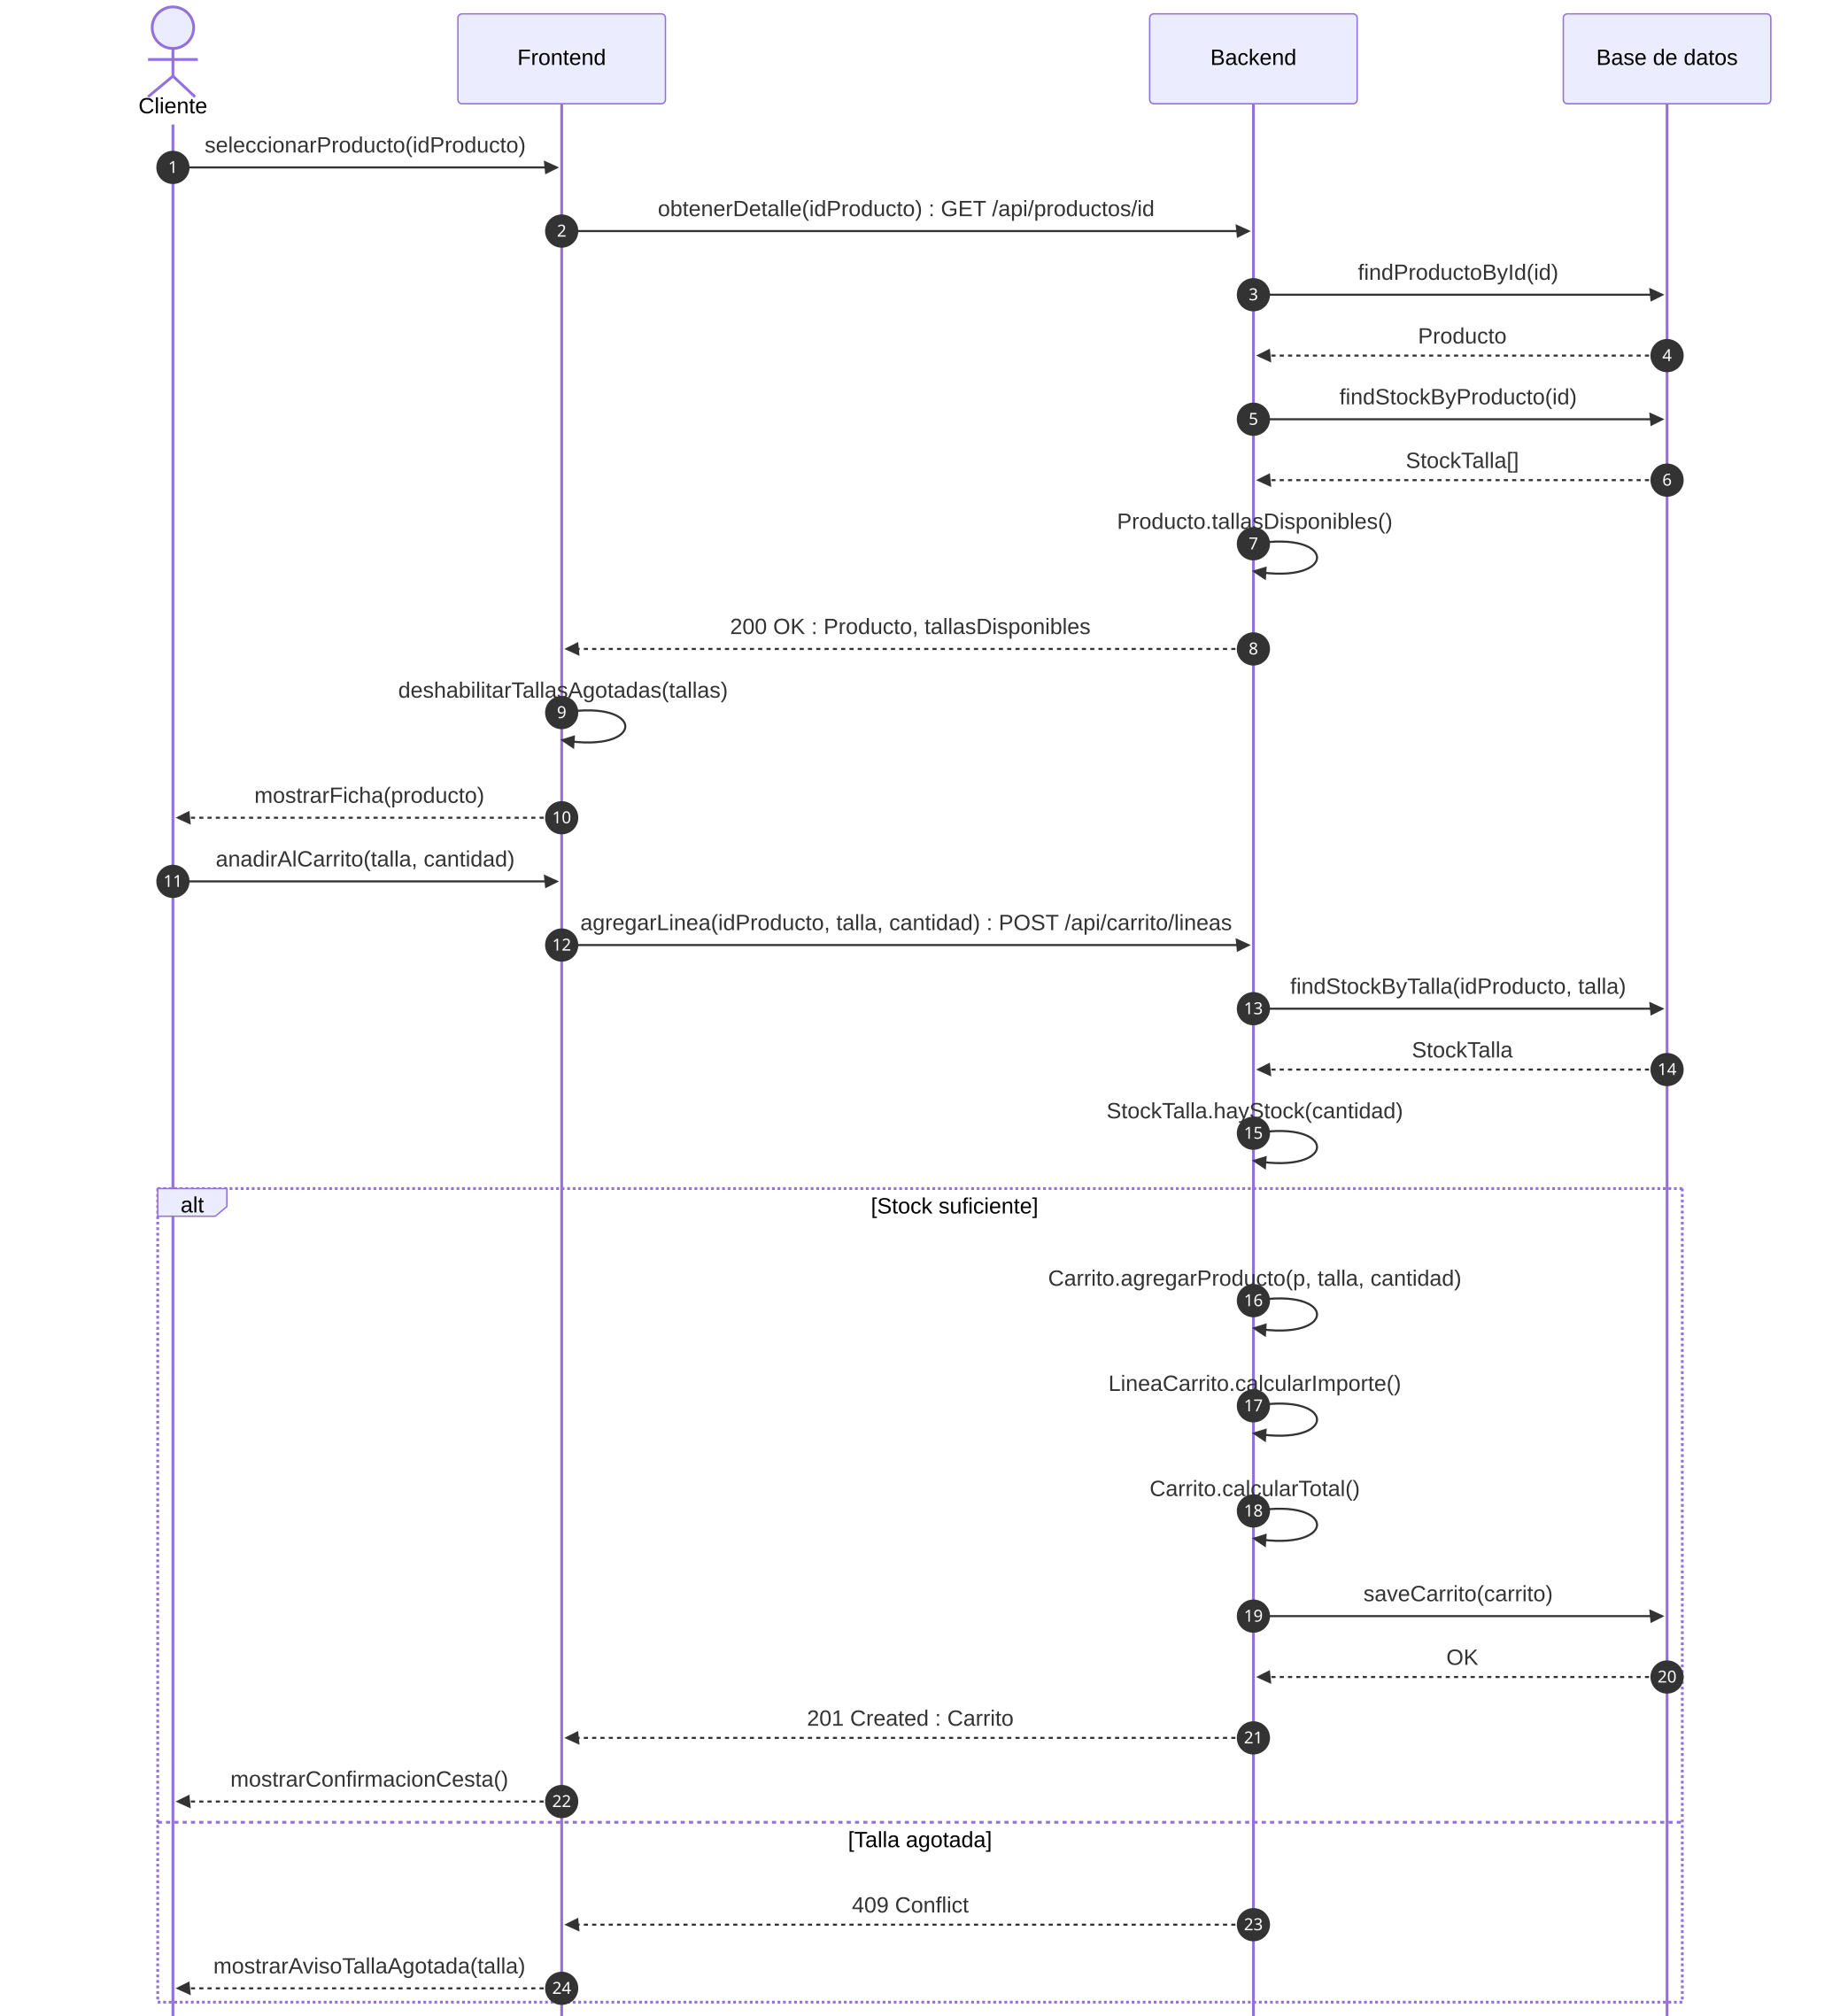 Cliente
Frontend
Backend
Base de datos
1
seleccionarProducto(idProducto)
2
obtenerDetalle(idProducto) : GET /api/productos/id
3
findProductoById(id)
Producto
4
5
findStockByProducto(id)
StockTalla[]
6
Producto.tallasDisponibles()
7
200 OK : Producto, tallasDisponibles
8
deshabilitarTallasAgotadas(tallas)
9
mostrarFicha(producto)
10
11
anadirAlCarrito(talla, cantidad)
12
agregarLinea(idProducto, talla, cantidad) : POST /api/carrito/lineas
13
findStockByTalla(idProducto, talla)
StockTalla
14
StockTalla.hayStock(cantidad)
15
alt
[Stock suficiente]
Carrito.agregarProducto(p, talla, cantidad)
16
LineaCarrito.calcularImporte()
17
Carrito.calcularTotal()
18
19
saveCarrito(carrito)
OK
20
201 Created : Carrito
21
mostrarConfirmacionCesta()
22
[Talla agotada]
409 Conflict
23
mostrarAvisoTallaAgotada(talla)
24